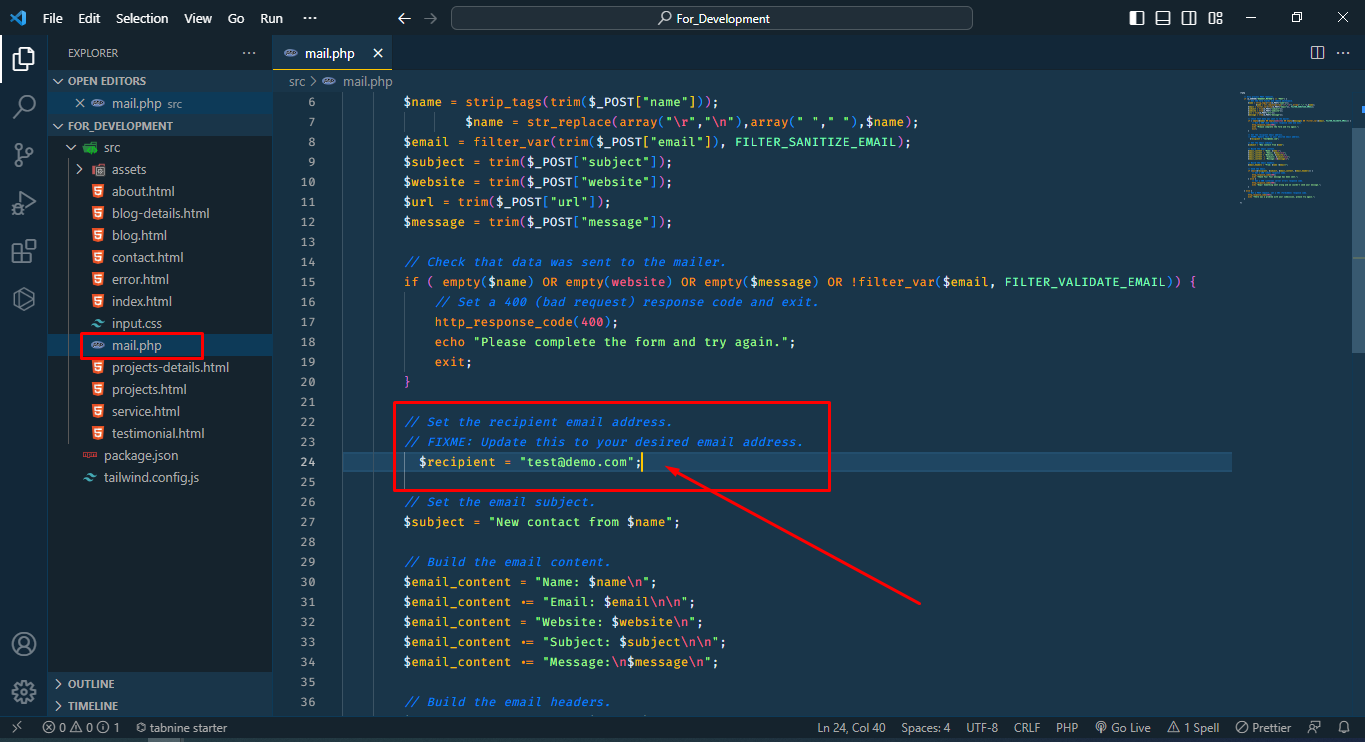 File Edit Selection View Go Run ···
For_Development
EXPLORER
OPEN EDITORS
mail.php src
FOR_DEVELOPMENT
src
assets
about.html
blog-details.html
blog.html
contact.html
error.html
index.html
input.css
mail.php
projects-details.html
projects.html
service.html
testimonial.html
package.json
tailwind.config.js
OUTLINE
TIMELINE
mail.php
src > mail.php
6 $name = strip_tags(trim($_POST["name"]));
7 $name = str_replace(array("\r","\n"),array(" "," "),$name);
8 $email = filter_var(trim($_POST["email"]), FILTER_SANITIZE_EMAIL);
9 $subject = trim($_POST["subject"]);
10 $website = trim($_POST["website"]);
11 $url = trim($_POST["url"]);
12 $message = trim($_POST["message"]);
13
14 // Check that data was sent to the mailer.
15 if ( empty($name) OR empty(website) OR empty($message) OR !filter_var($email, FILTER_VALIDATE_EMAIL)) {
16 // Set a 400 (bad request) response code and exit.
17 http_response_code(400);
18 echo "Please complete the form and try again.";
19 exit;
20 }
21
22 // Set the recipient email address.
23 // FIXME: Update this to your desired email address.
24 $recipient = "test@demo.com";
25
26 // Set the email subject.
27 $subject = "New contact from $name";
28
29 // Build the email content.
30 $email_content = "Name: $name\n";
31 $email_content .= "Email: $email\n\n";
32 $email_content = "Website: $website\n";
33 $email_content .= "Subject: $subject\n\n";
34 $email_content .= "Message:\n$message\n";
35
36 // Build the email headers.
0 0 1 tabnine starter
Ln 24, Col 40 Spaces: 4 UTF-8 CRLF PHP Go Live 1 Spell Prettier